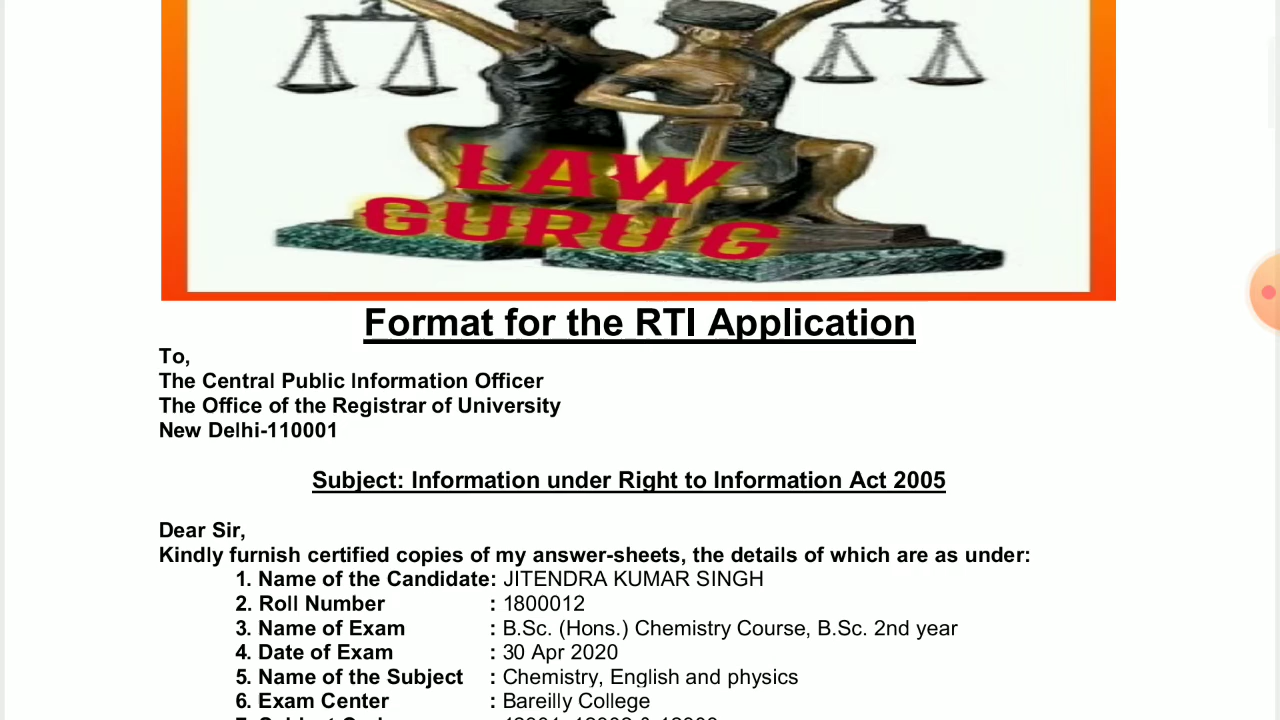 LAW
GURU G
Format for the RTI Application
To,
The Central Public Information Officer
The Office of the Registrar of University
New Delhi-110001
Subject: Information under Right to Information Act 2005
Dear Sir,
Kindly furnish certified copies of my answer-sheets, the details of which are as under:
1. Name of the Candidate: JITENDRA KUMAR SINGH
2. Roll Number : 1800012
3. Name of Exam : B.Sc. (Hons.) Chemistry Course, B.Sc. 2nd year
4. Date of Exam : 30 Apr 2020
5. Name of the Subject : Chemistry, English and physics
6. Exam Center : Bareilly College